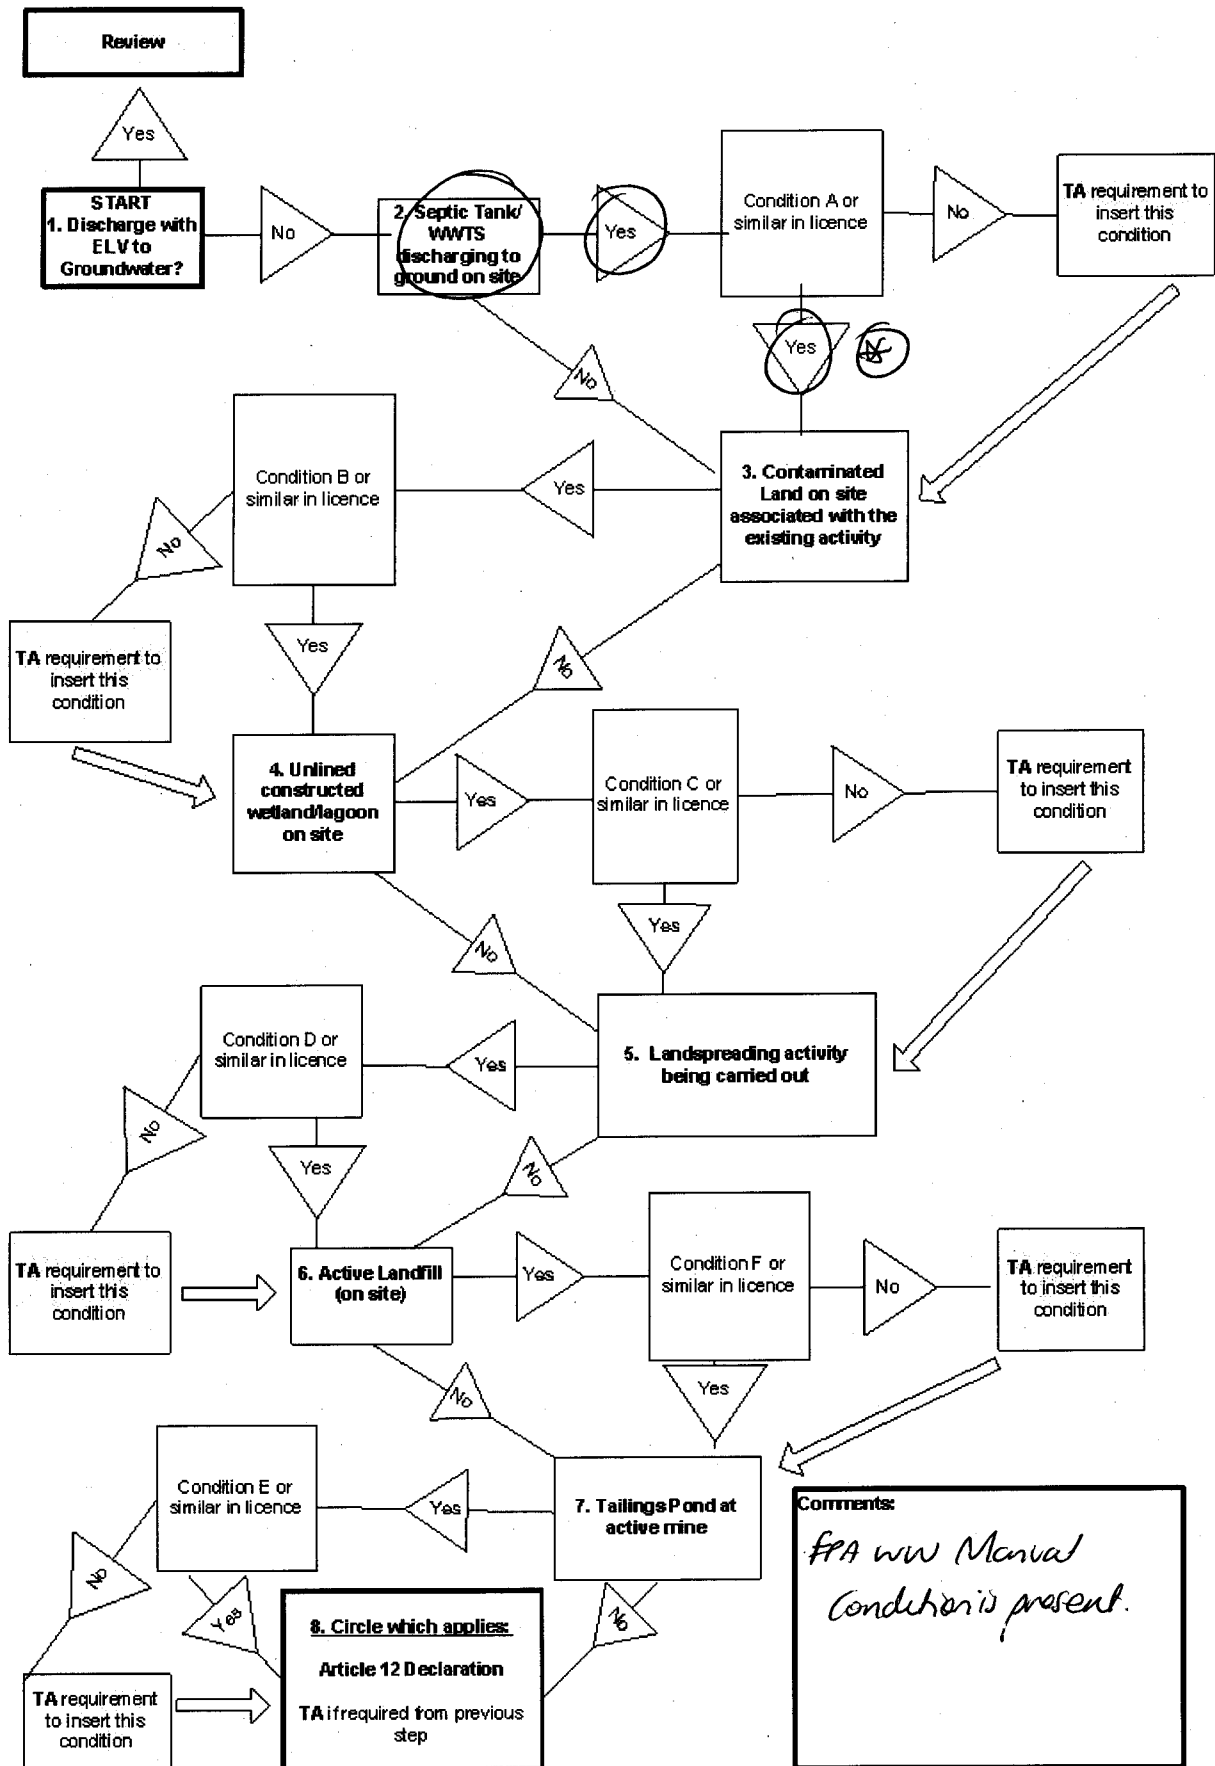 Review
Yes
START
1. Discharge with
ELV to
Groundwater?
No
2. Septic Tank/
WWTS
discharging to
ground on site
Yes
Condition A or
similar in licence
No
TA requirement to
insert this
condition
Yes
No
3. Contaminated
Land on site
associated with the
existing activity
Yes
Condition B or
similar in licence
No
TA requirement to
insert this
condition
Yes
No
4. Unlined
constructed
wetland/lagoon
on site
Yes
Condition C or
similar in licence
No
TA requirement
to insert this
condition
Yes
No
5. Landspreading activity
being carried out
Yes
Condition D or
similar in licence
No
TA requirement to
insert this
condition
Yes
No
6. Active Landfill
(on site)
Yes
Condition F or
similar in licence
No
TA requirement
to insert this
condition
Yes
No
7. Tailings Pond at
active mine
Yes
Condition E or
similar in licence
No
TA requirement
to insert this
condition
Yes
No
8. Circle which applies:
Article 12 Declaration
TA if required from previous
step
Comments:
EPA WW Manual
Condition is present.